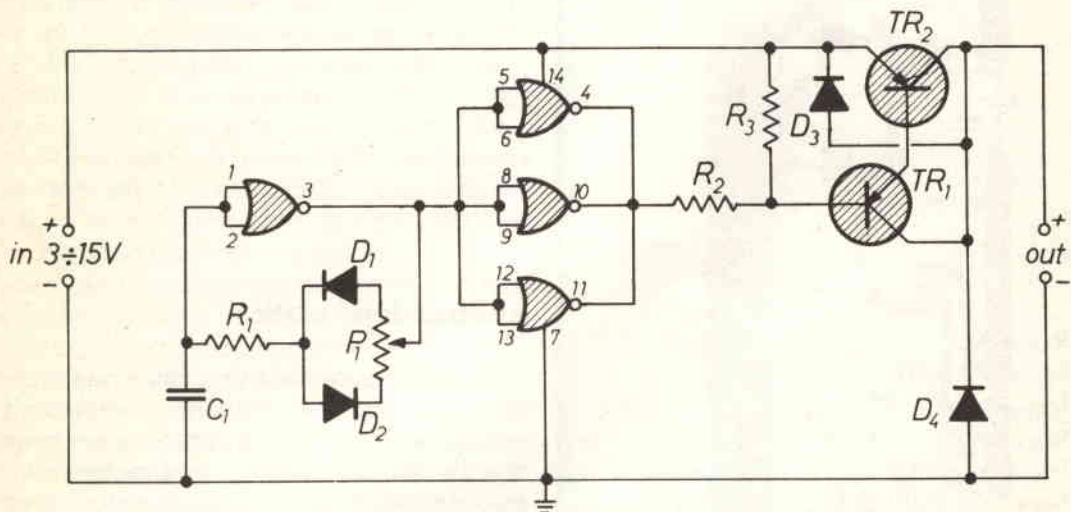 TR₂
14
5
4
6
R₃
D₃
1
3
2
8
10
9
R₂
TR₁
+
in 3÷15V
-
+
out
-
D₁
12
11
13
7
R₁
P₁
D₂
C₁
D₄